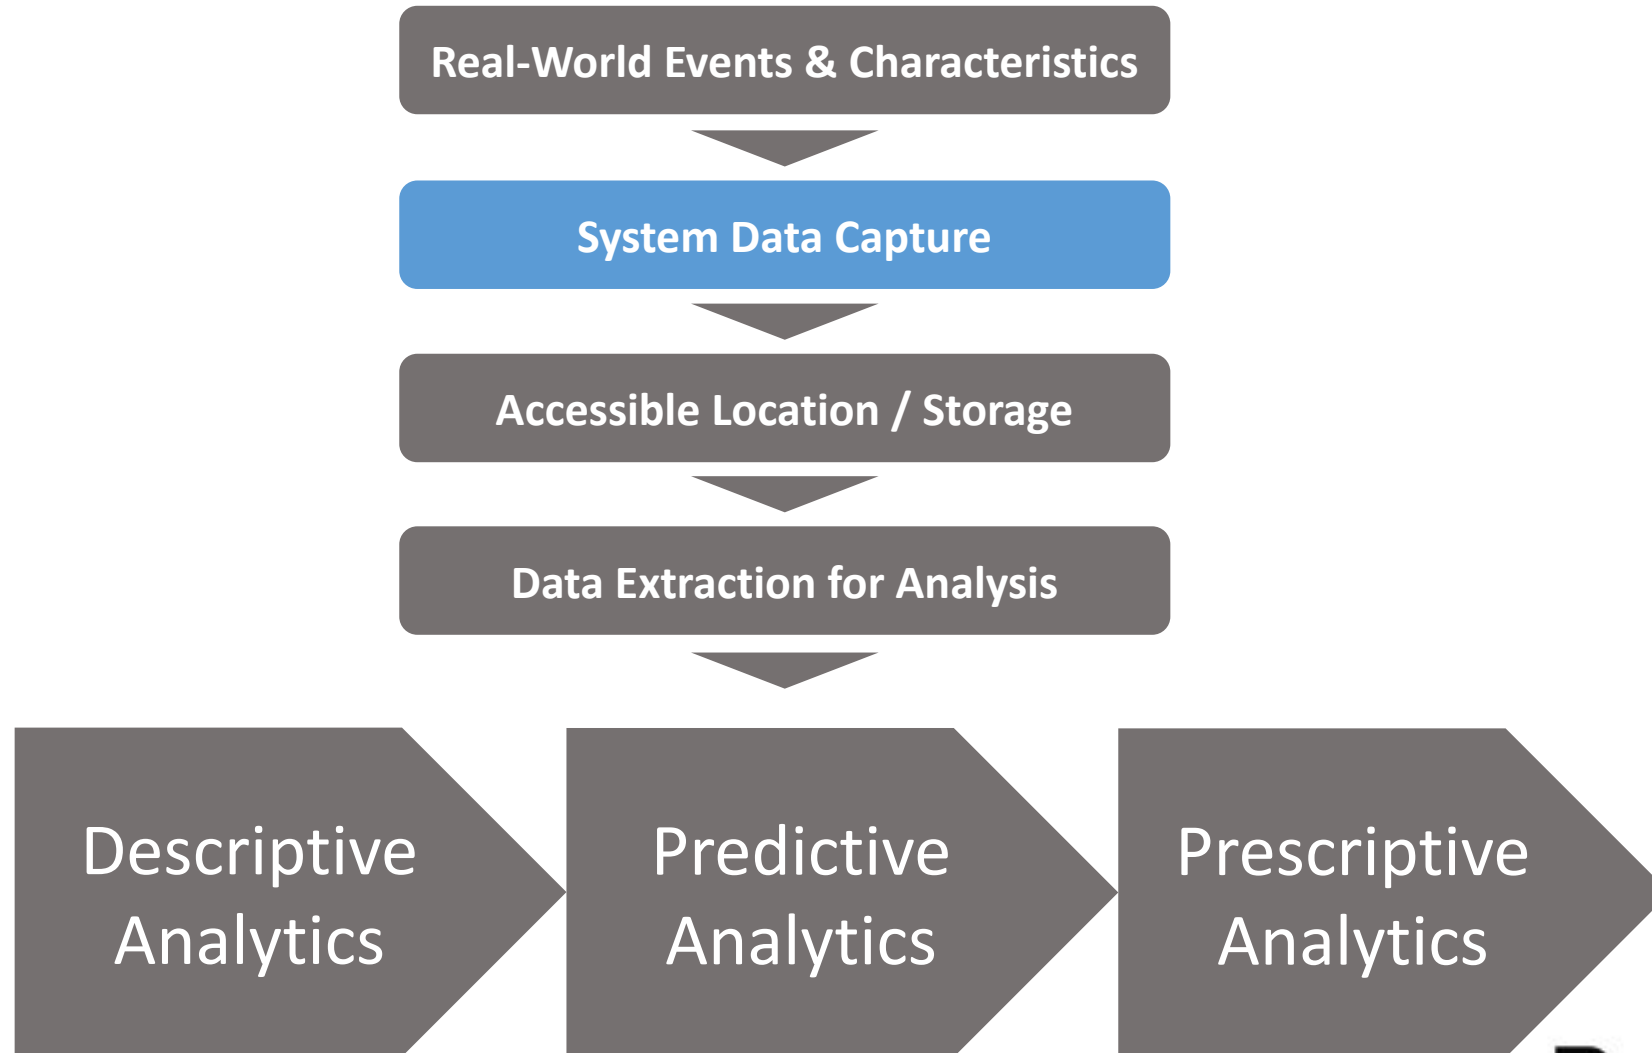 Real-World Events & Characteristics
System Data Capture
Accessible Location / Storage
Data Extraction for Analysis
Descriptive
Analytics
Predictive
Analytics
Prescriptive
Analytics